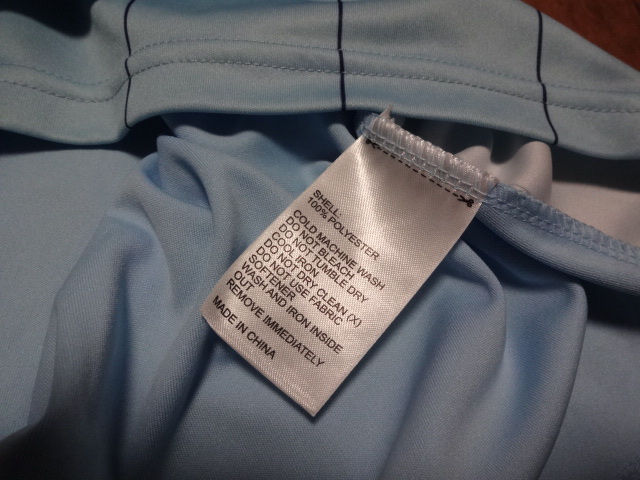 SHELL:
100% POLYESTER
COLD MACHINE WASH
DO NOT BLEACH
DO NOT TUMBLE DRY
COOL IRON
DO NOT DRY CLEAN (X)
DO NOT USE FABRIC
SOFTENER
WASH AND IRON INSIDE
OUT.
REMOVE IMMEDIATELY
MADE IN CHINA